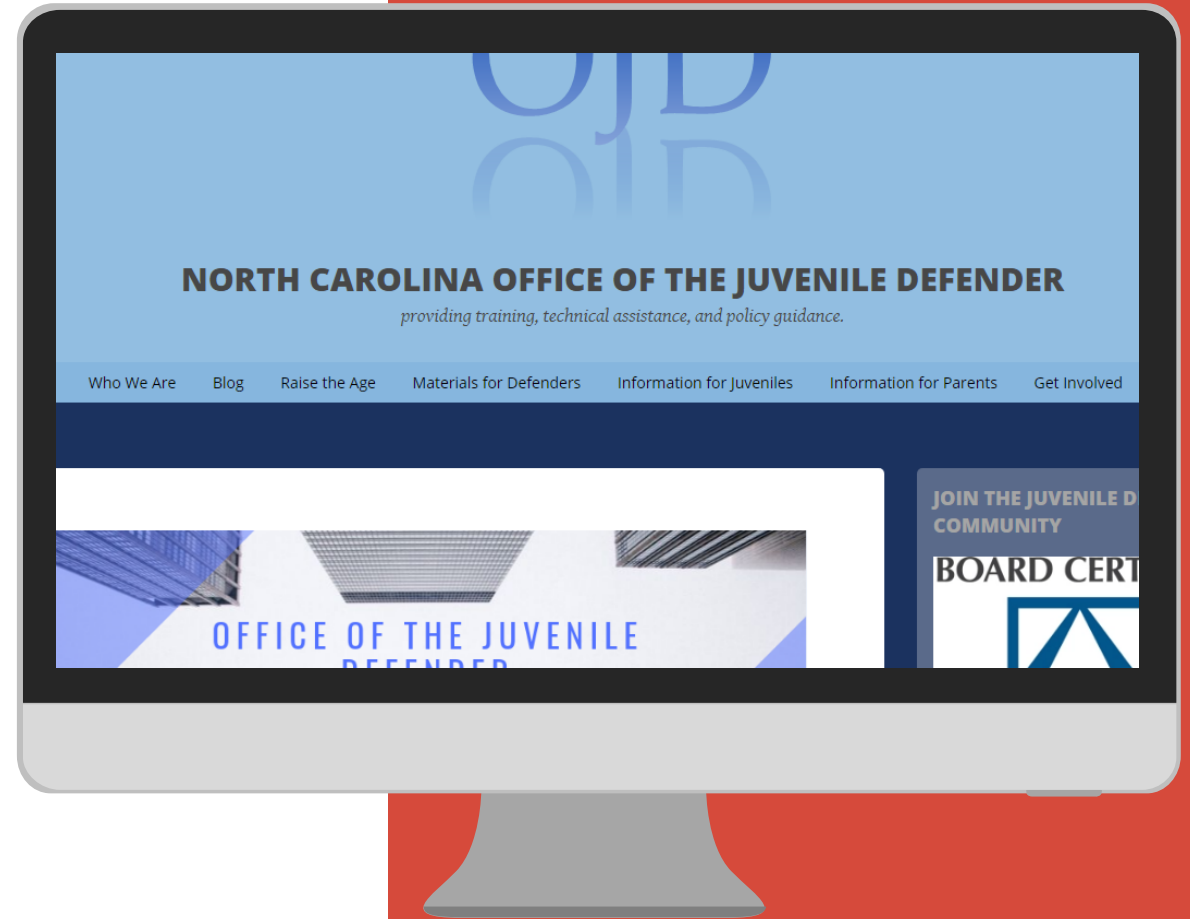 OJD
NORTH CAROLINA OFFICE OF THE JUVENILE DEFENDER
providing training, technical assistance, and policy guidance.
Who We Are Blog Raise the Age Materials for Defenders Information for Juveniles Information for Parents Get Involved
JOIN THE JUVENILE D
COMMUNITY
BOARD CERT
OFFICE OF THE JUVENILE
DEFENDER